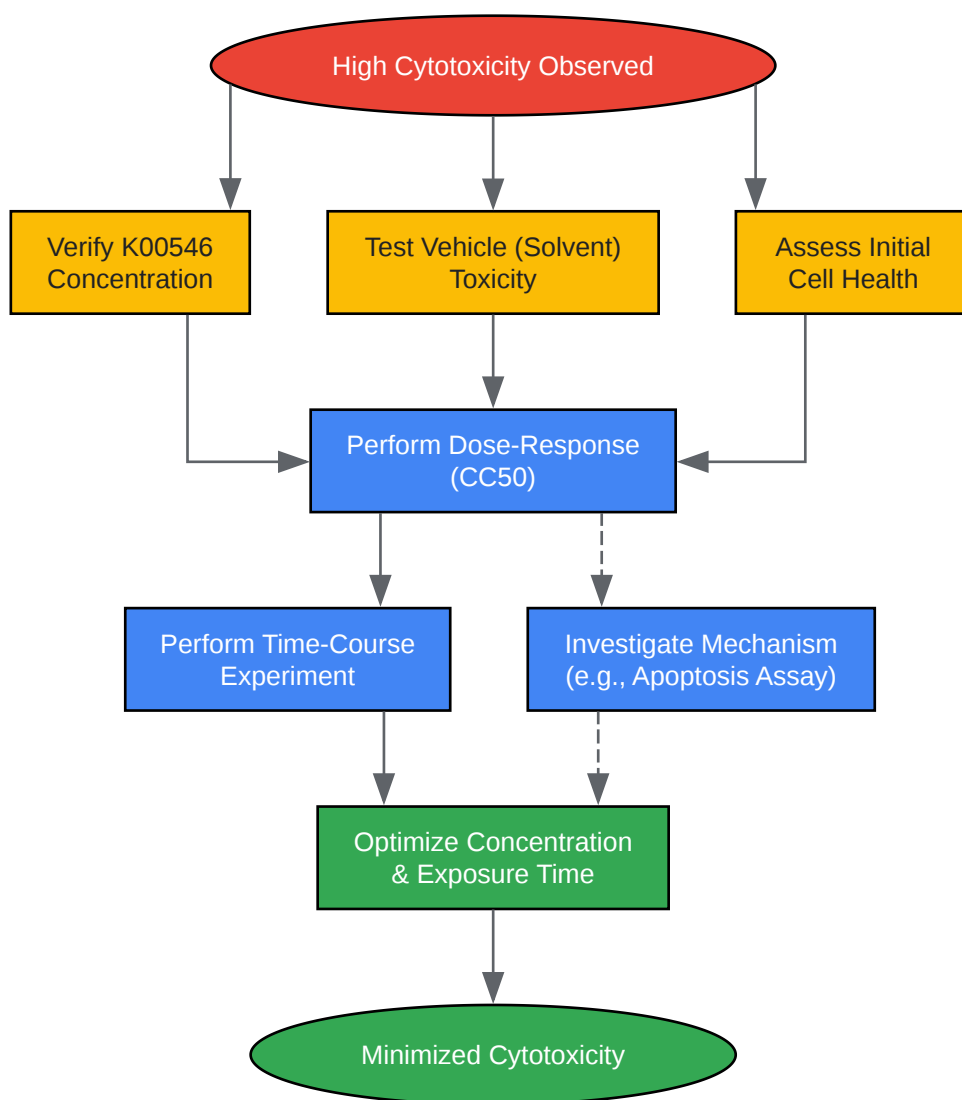 High Cytotoxicity Observed
Verify K00546
Concentration
Test Vehicle (Solvent)
Toxicity
Assess Initial
Cell Health
Perform Dose-Response
(CC50)
Perform Time-Course
Experiment
Investigate Mechanism
(e.g., Apoptosis Assay)
Optimize Concentration
& Exposure Time
Minimized Cytotoxicity